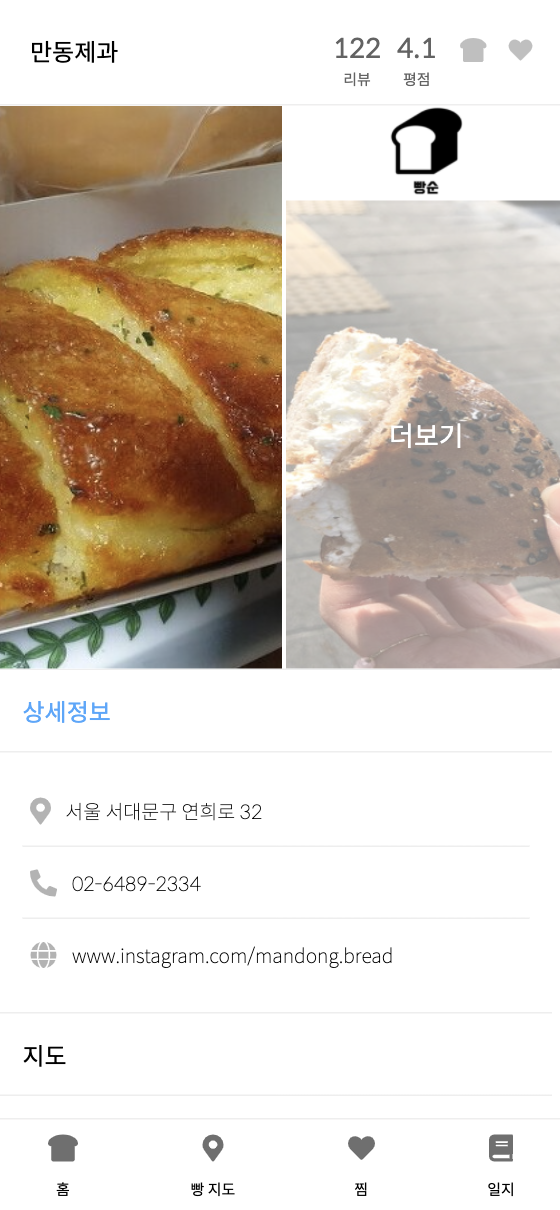 만동제과
122 4.1
리뷰 평점
빵순
더보기
상세정보
서울 서대문구 연희로 32
02-6489-2334
www.instagram.com/mandong.bread
지도
홈 빵 지도 찜 일지